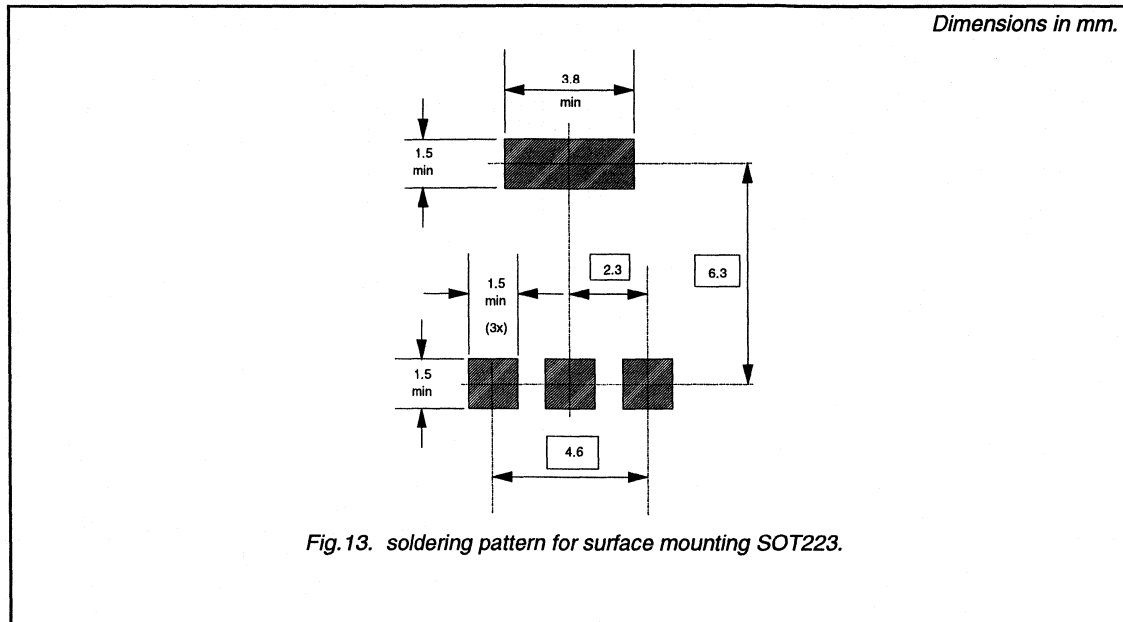 Dimensions in mm.
3.8
min
1.5
min
2.3
6.3
1.5
min
(3x)
1.5
min
4.6
Fig.13. soldering pattern for surface mounting SOT223.